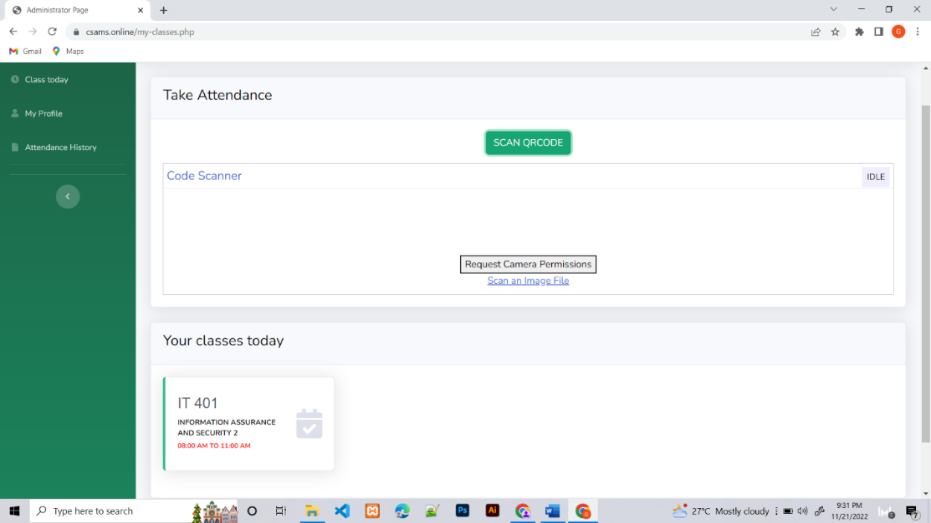 Administrator Page
csams.online/my-classes.php
G
Gmail
Maps
Class today
My Profile
Attendance History
Take Attendance
SCAN QRCODE
Code Scanner
IDLE
Request Camera Permissions
Scan an Image File
Your classes today
IT 401
INFORMATION ASSURANCE
AND SECURITY 2
08:00 AM TO 11:00 AM
Type here to search
Ps
Ai
27°C Mostly cloudy
9:31 PM
11/21/2022